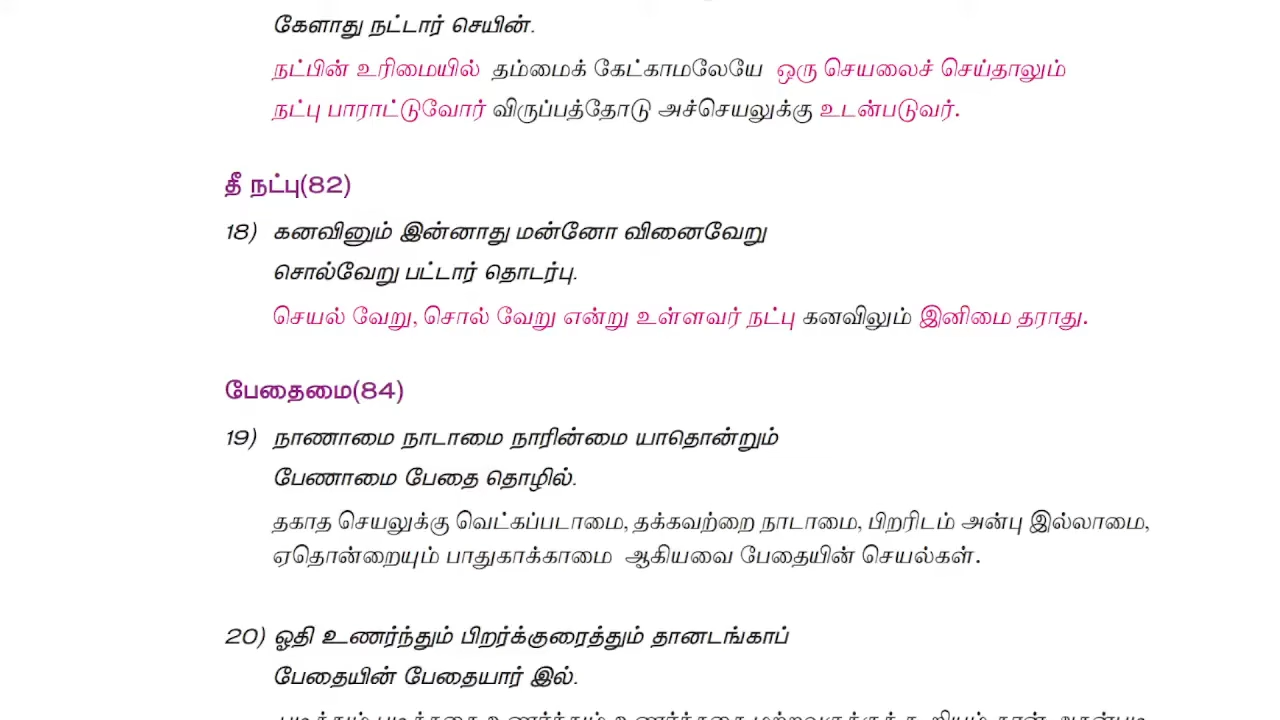 கேளாது நட்டார் செயின்.
நட்பின் உரிமையில் தம்மைக் கேட்காமலேயே ஒரு செயலைச் செய்தாலும்
நட்பு பாராட்டுவோர் விருப்பத்தோடு அச்செயலுக்கு உடன்படுவர்.
தீ நட்பு(82)
18) கனவினும் இன்னாது மன்னோ வினைவேறு
சொல்வேறு பட்டார் தொடர்பு.
செயல் வேறு, சொல் வேறு என்று உள்ளவர் நட்பு கனவிலும் இனிமை தராது.
பேதைமை(84)
19) நாணாமை நாடாமை நாரின்மை யாதொன்றும்
பேணாமை பேதை தொழில்.
தகாத செயலுக்கு வெட்கப்படாமை, தக்கவற்றை நாடாமை, பிறரிடம் அன்பு இல்லாமை,
ஏதொன்றையும் பாதுகாக்காமை ஆகியவை பேதையின் செயல்கள்.
20) ஓதி உணர்ந்தும் பிறர்க்குரைத்தும் தானடங்காப்
பேதையின் பேதையார் இல்.